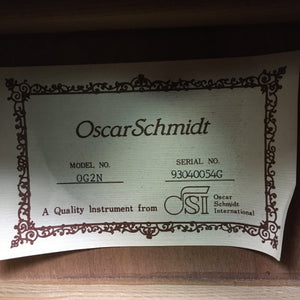 OscarSchmidt
MODEL NO. SERIAL NO.
OG2N 93040054G
A Quality Instrument from OSI Oscar Schmidt International